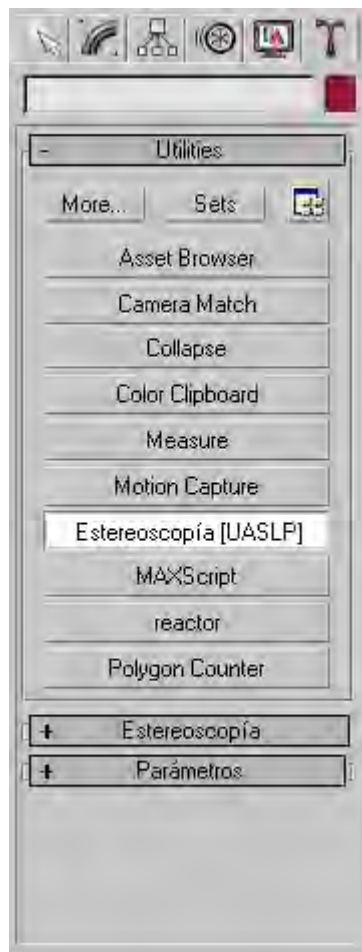 - Utilities
More... Sets
Asset Browser
Camera Match
Collapse
Color Clipboard
Measure
Motion Capture
Estereoscopía [UASLP]
MAXScript
reactor
Polygon Counter
+ Estereoscopía
+ Parámetros